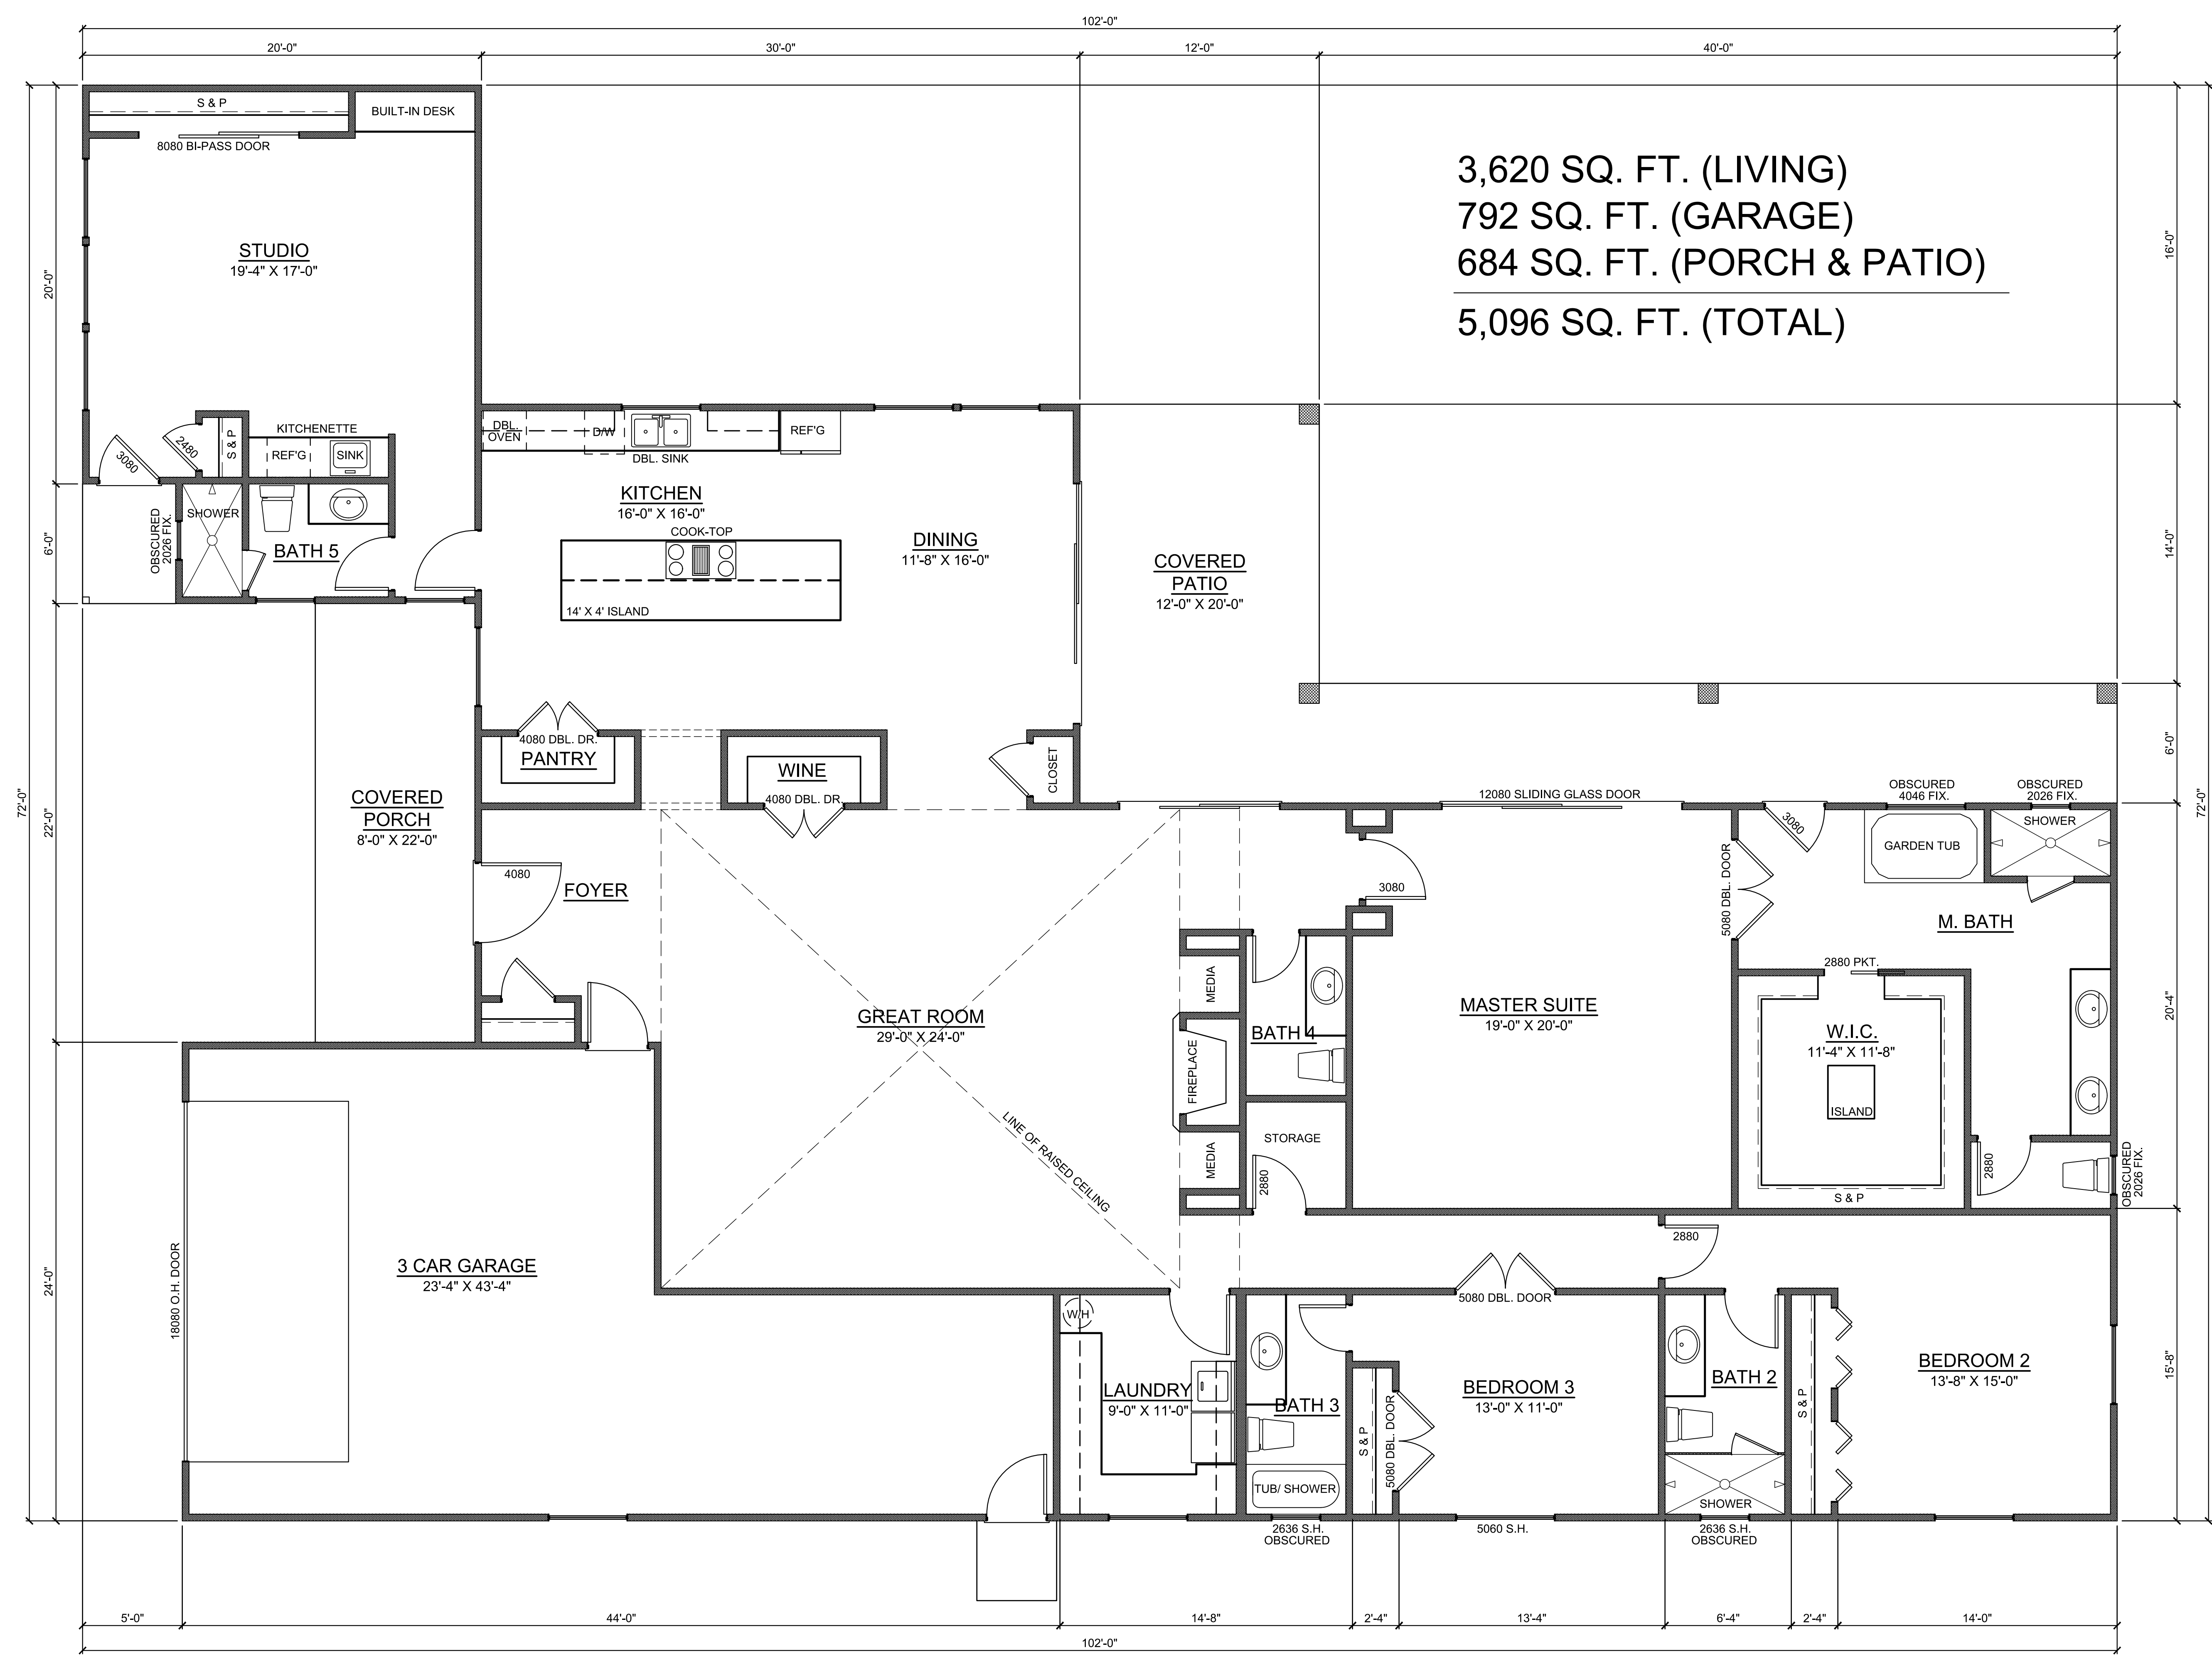 102'-0"
20'-0"
30'-0"
12'-0"
40'-0"
S & P
BUILT-IN DESK
8080 BI-PASS DOOR
3,620 SQ. FT. (LIVING)
792 SQ. FT. (GARAGE)
684 SQ. FT. (PORCH & PATIO)
5,096 SQ. FT. (TOTAL)
STUDIO
19'-4" X 17'-0"
20'-0"
16'-0"
KITCHENETTE
REF'G
SINK
S & P
2480
3080
DBL.
OVEN
D/W
DBL. SINK
REF'G
KITCHEN
16'-0" X 16'-0"
COOK-TOP
14' X 4' ISLAND
DINING
11'-8" X 16'-0"
SHOWER
OBSCURED
2026 FIX.
BATH 5
6'-0"
COVERED
PATIO
12'-0" X 20'-0"
14'-0"
6'-0"
4080 DBL. DR.
PANTRY
WINE
4080 DBL. DR.
CLOSET
72'-0"
22'-0"
COVERED
PORCH
8'-0" X 22'-0"
12080 SLIDING GLASS DOOR
OBSCURED
4046 FIX.
OBSCURED
2026 FIX.
72'-0"
4080
FOYER
3080
5080 DBL. DOOR
3080
GARDEN TUB
SHOWER
M. BATH
2880 PKT.
GREAT ROOM
29'-0" X 24'-0"
LINE OF RAISED CEILING
MEDIA
FIREPLACE
MEDIA
BATH 4
STORAGE
2880
MASTER SUITE
19'-0" X 20'-0"
W.I.C.
11'-4" X 11'-8"
ISLAND
S & P
2880
OBSCURED
2026 FIX.
20'-4"
24'-0"
18080 O.H. DOOR
3 CAR GARAGE
23'-4" X 43'-4"
2880
5080 DBL. DOOR
W/H
LAUNDRY
9'-0" X 11'-0"
BATH 3
TUB/ SHOWER
S & P
5080 DBL. DOOR
BEDROOM 3
13'-0" X 11'-0"
BATH 2
SHOWER
S & P
BEDROOM 2
13'-8" X 15'-0"
15'-8"
2636 S.H.
OBSCURED
5060 S.H.
2636 S.H.
OBSCURED
5'-0"
44'-0"
14'-8"
2'-4"
13'-4"
6'-4"
2'-4"
14'-0"
102'-0"